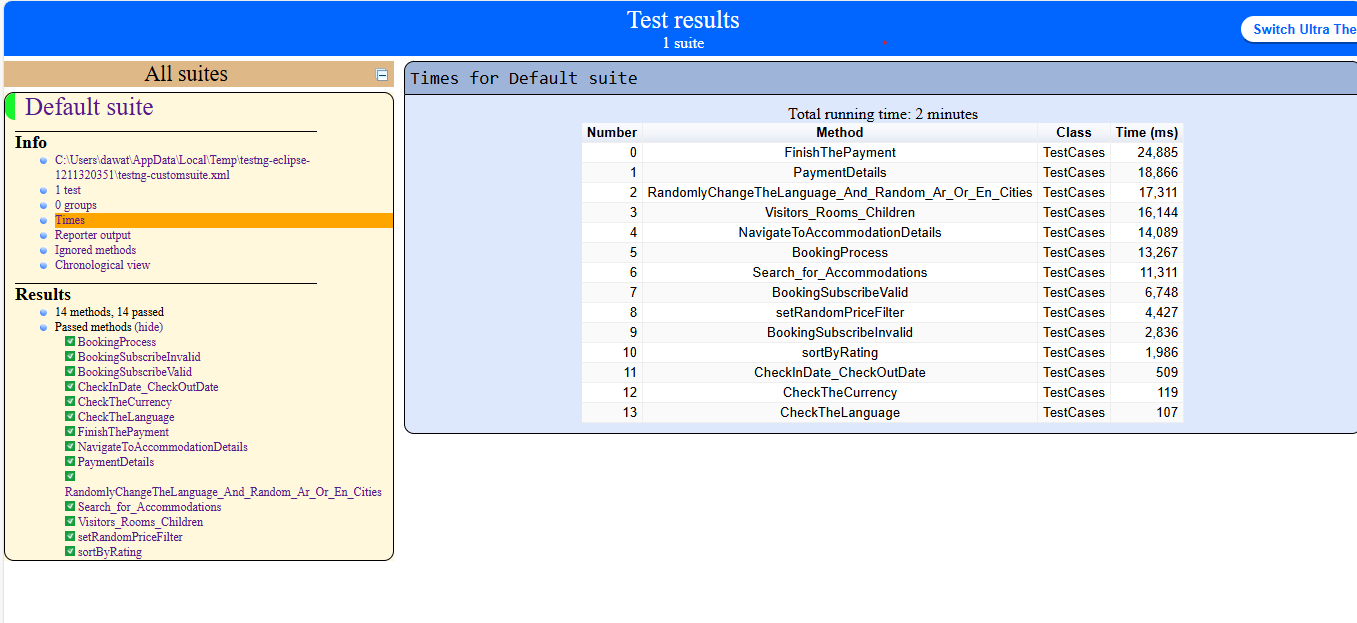 Test results
1 suite
Switch Ultra The
All suites
Default suite
Info
C:\Users\dawat\AppData\Local\Temp\testng-eclipse-
1211320351\testng-customsuite.xml
1 test
0 groups
Times
Reporter output
Ignored methods
Chronological view
Results
14 methods, 14 passed
Passed methods (hide)
BookingProcess
BookingSubscribeInvalid
BookingSubscribeValid
CheckInDate_CheckOutDate
CheckTheCurrency
CheckTheLanguage
FinishThePayment
NavigateToAccommodationDetails
PaymentDetails
RandomlyChangeTheLanguage_And_Random_Ar_Or_En_Cities
Search_for_Accommodations
Visitors_Rooms_Children
setRandomPriceFilter
sortByRating
Times for Default suite
Total running time: 2 minutes
Number Method Class Time (ms)
0 FinishThePayment TestCases 24,885
1 PaymentDetails TestCases 18,866
2 RandomlyChangeTheLanguage_And_Random_Ar_Or_En_Cities TestCases 17,311
3 Visitors_Rooms_Children TestCases 16,144
4 NavigateToAccommodationDetails TestCases 14,089
5 BookingProcess TestCases 13,267
6 Search_for_Accommodations TestCases 11,311
7 BookingSubscribeValid TestCases 6,748
8 setRandomPriceFilter TestCases 4,427
9 BookingSubscribeInvalid TestCases 2,836
10 sortByRating TestCases 1,986
11 CheckInDate_CheckOutDate TestCases 509
12 CheckTheCurrency TestCases 119
13 CheckTheLanguage TestCases 107